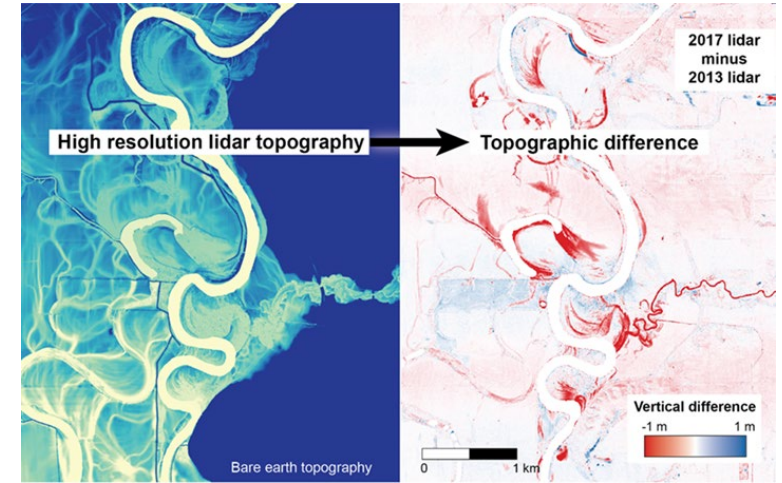 2017 lidar
minus
2013 lidar
High resolution lidar topography
Topographic difference
Vertical difference
-1 m 1 m
0 1 km
Bare earth topography